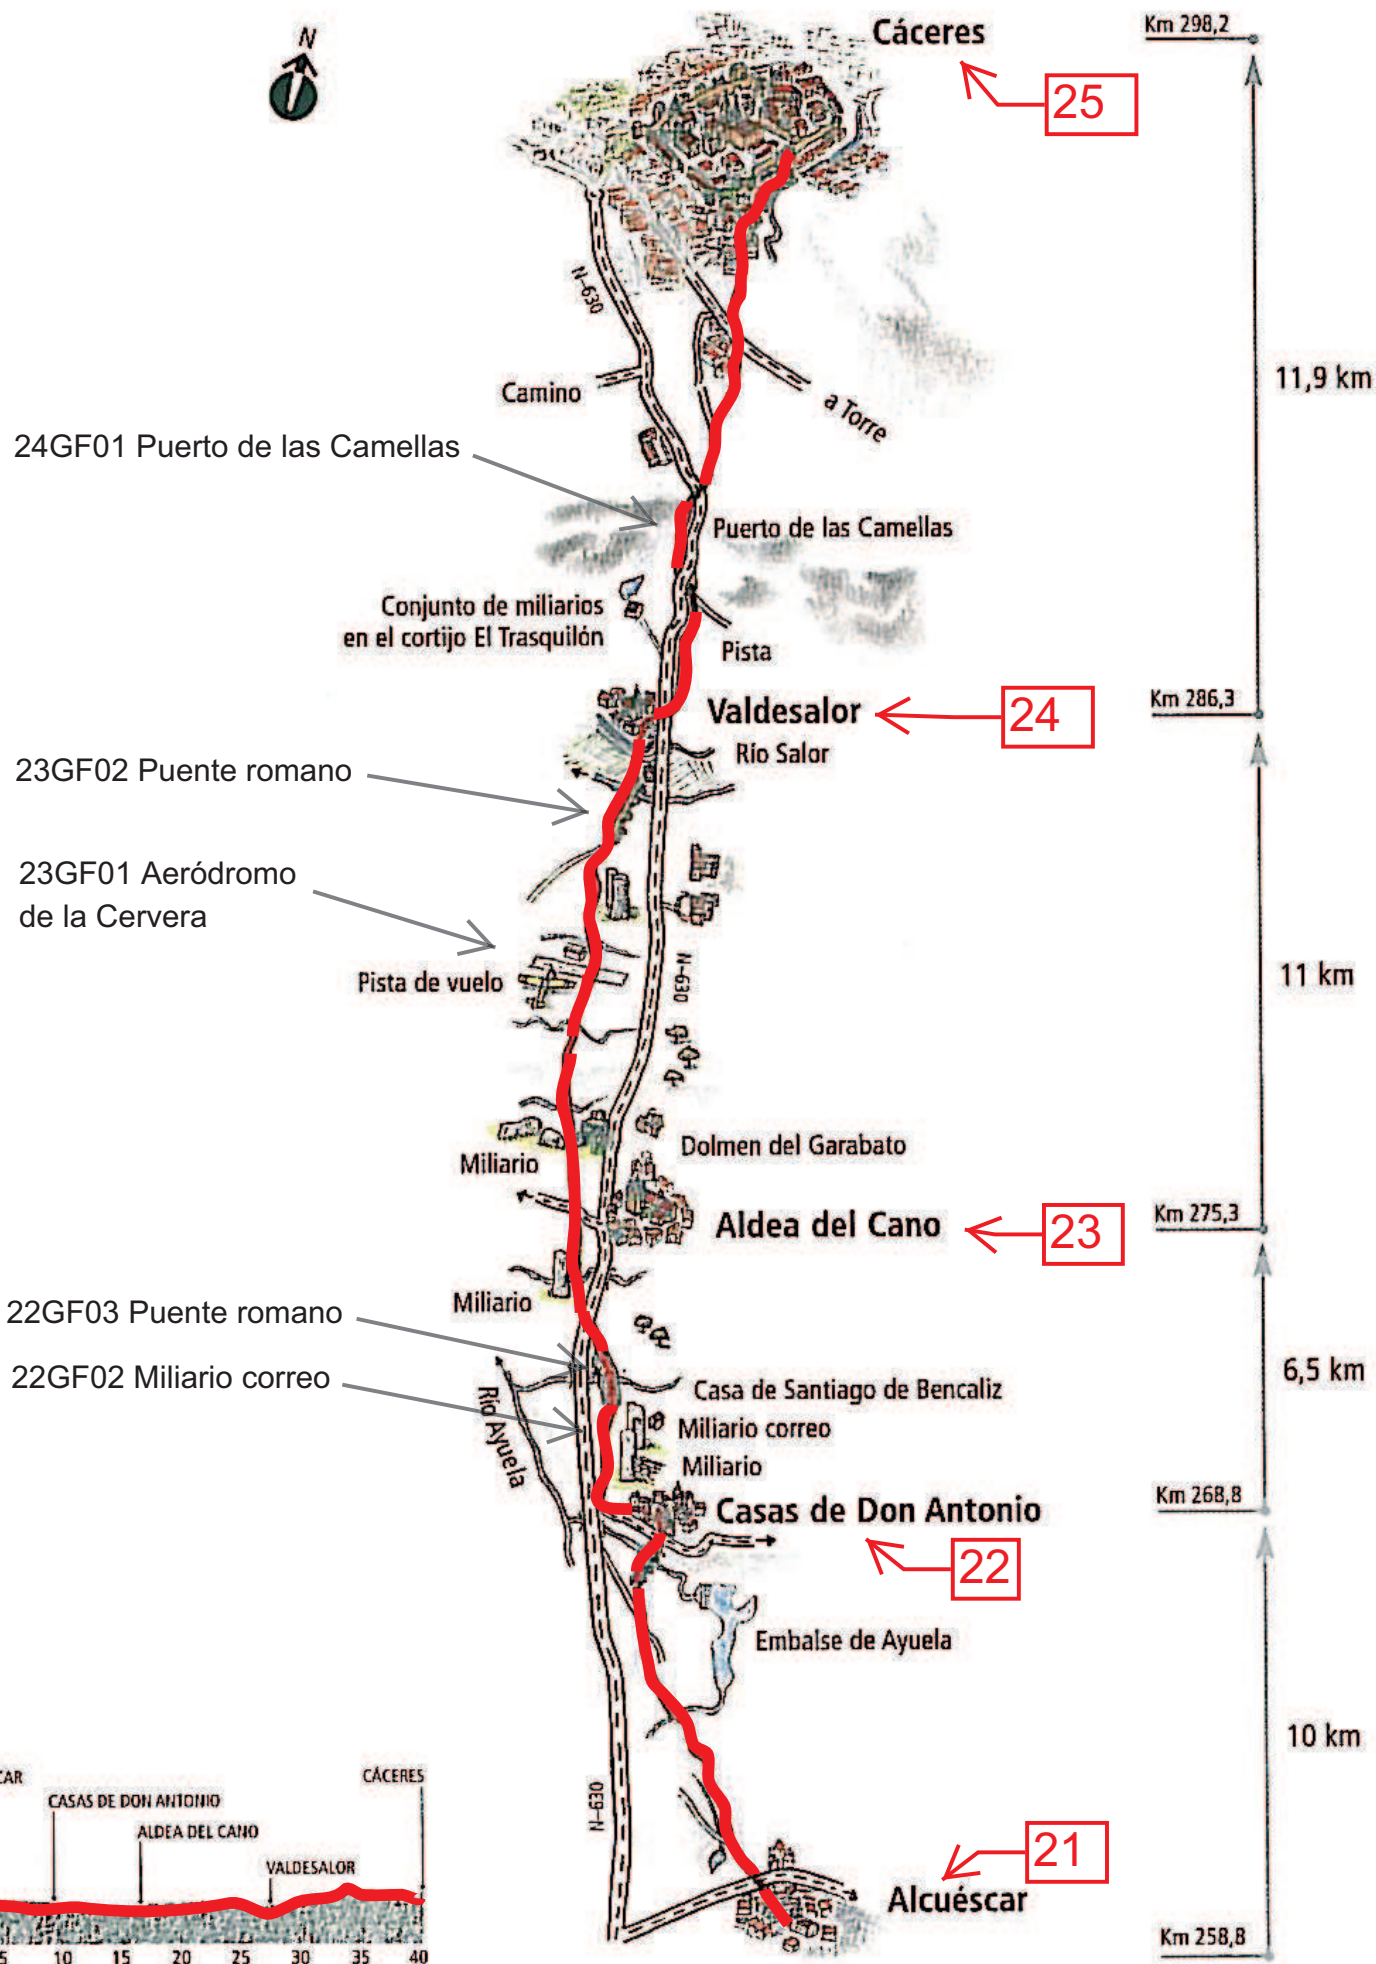 N
Cáceres
Km 298,2
25
N-630
11,9 km
Camino
a Torre
24GF01 Puerto de las Camellas
Puerto de las Camellas
Conjunto de miliarios
en el cortijo El Trasquilón
Pista
Valdesalor
24
Km 286,3
Río Salor
23GF02 Puente romano
23GF01 Aeródromo
de la Cervera
Pista de vuelo
N-630
11 km
Dolmen del Garabato
Miliario
Aldea del Cano
23
Km 275,3
Miliario
22GF03 Puente romano
22GF02 Miliario correo
Río Ayuela
Casa de Santiago de Bencaliz
Miliario correo
Miliario
6,5 km
Casas de Don Antonio
Km 268,8
22
Embalse de Ayuela
10 km
N-630
21
Alcuéscar
Km 258,8
CAR
CASAS DE DON ANTONIO
ALDEA DEL CANO
VALDESALOR
CÁCERES
5 10 15 20 25 30 35 40